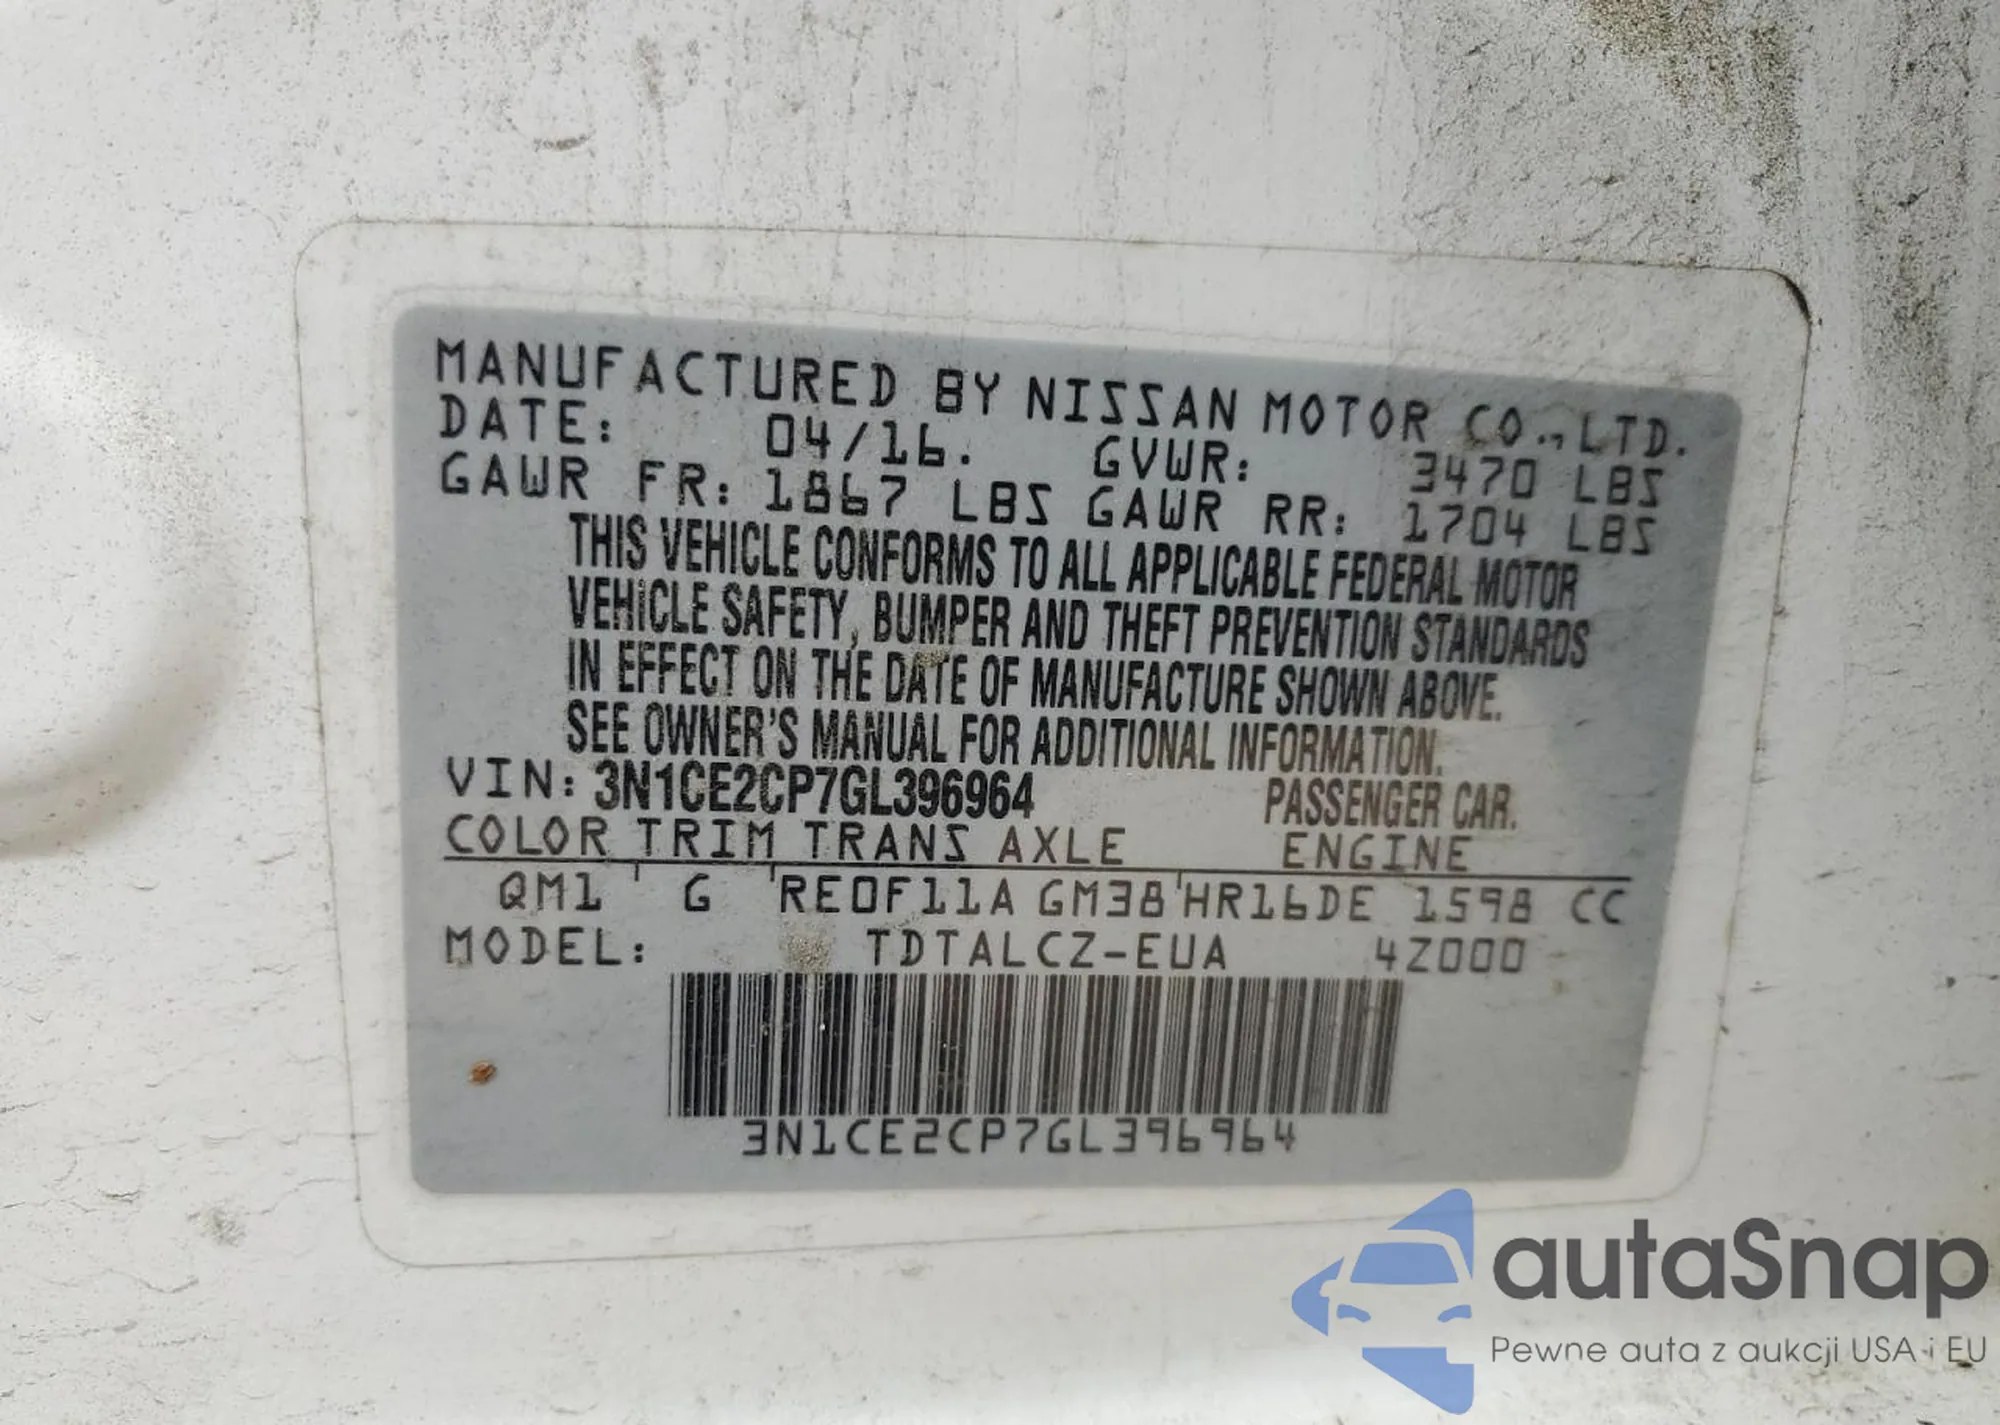 MANUFACTURED BY NISSAN MOTOR CO., LTD.
DATE: 04/16. GVWR: 3470 LBS
GAWR FR: 1867 LBS GAWR RR: 1704 LBS
THIS VEHICLE CONFORMS TO ALL APPLICABLE FEDERAL MOTOR
VEHICLE SAFETY, BUMPER AND THEFT PREVENTION STANDARDS
IN EFFECT ON THE DATE OF MANUFACTURE SHOWN ABOVE.
SEE OWNER'S MANUAL FOR ADDITIONAL INFORMATION.
VIN: 3N1CE2CP7GL396964 PASSENGER CAR.
COLOR TRIM TRANS AXLE ENGINE
QM1 G RE0F11A GM38 HR16DE 1598 CC
MODEL: TDTALCZ-EUA 4Z000
3N1CE2CP7GL396964
autaSnap
Pewne auta z aukcji USA i EU